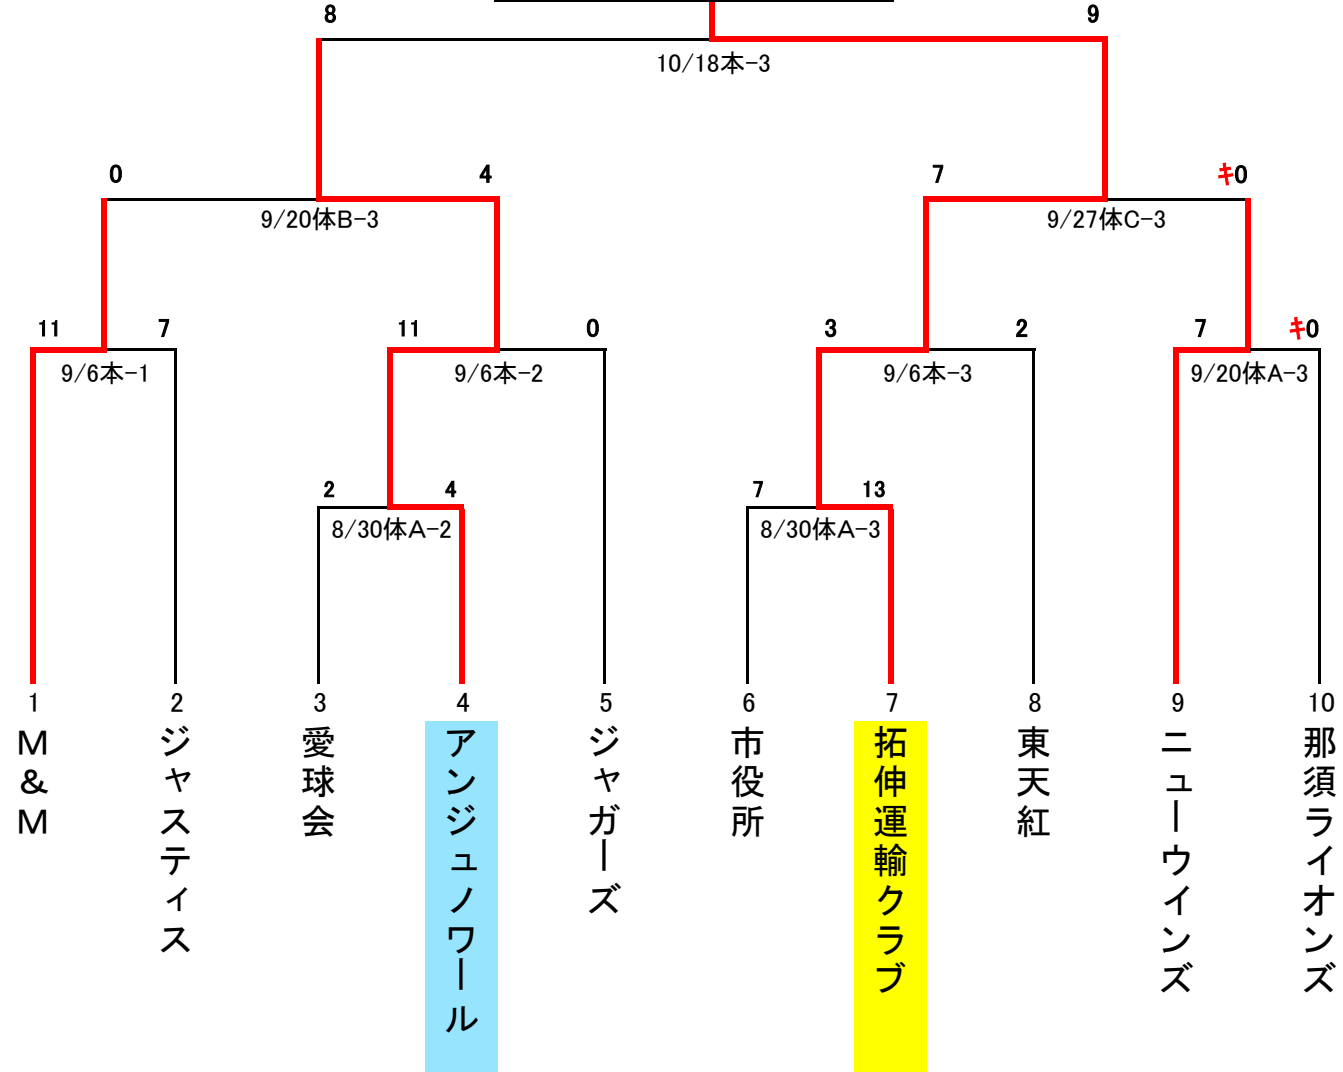 8 9
10/18本-3
0 4 7 ｷ0
9/20体B-3 9/27体C-3
11 7 11 0 3 2 7 ｷ0
9/6本-1 9/6本-2 9/6本-3 9/20体A-3
2 4 7 13
8/30体A-2 8/30体A-3
1 2 3 4 5 6 7 8 9 10
M&M
ジャスティス
愛球会
アンジュノワール
ジャガーズ
市役所
拓伸運輸クラブ
東天紅
ニューウインズ
那須ライオンズ